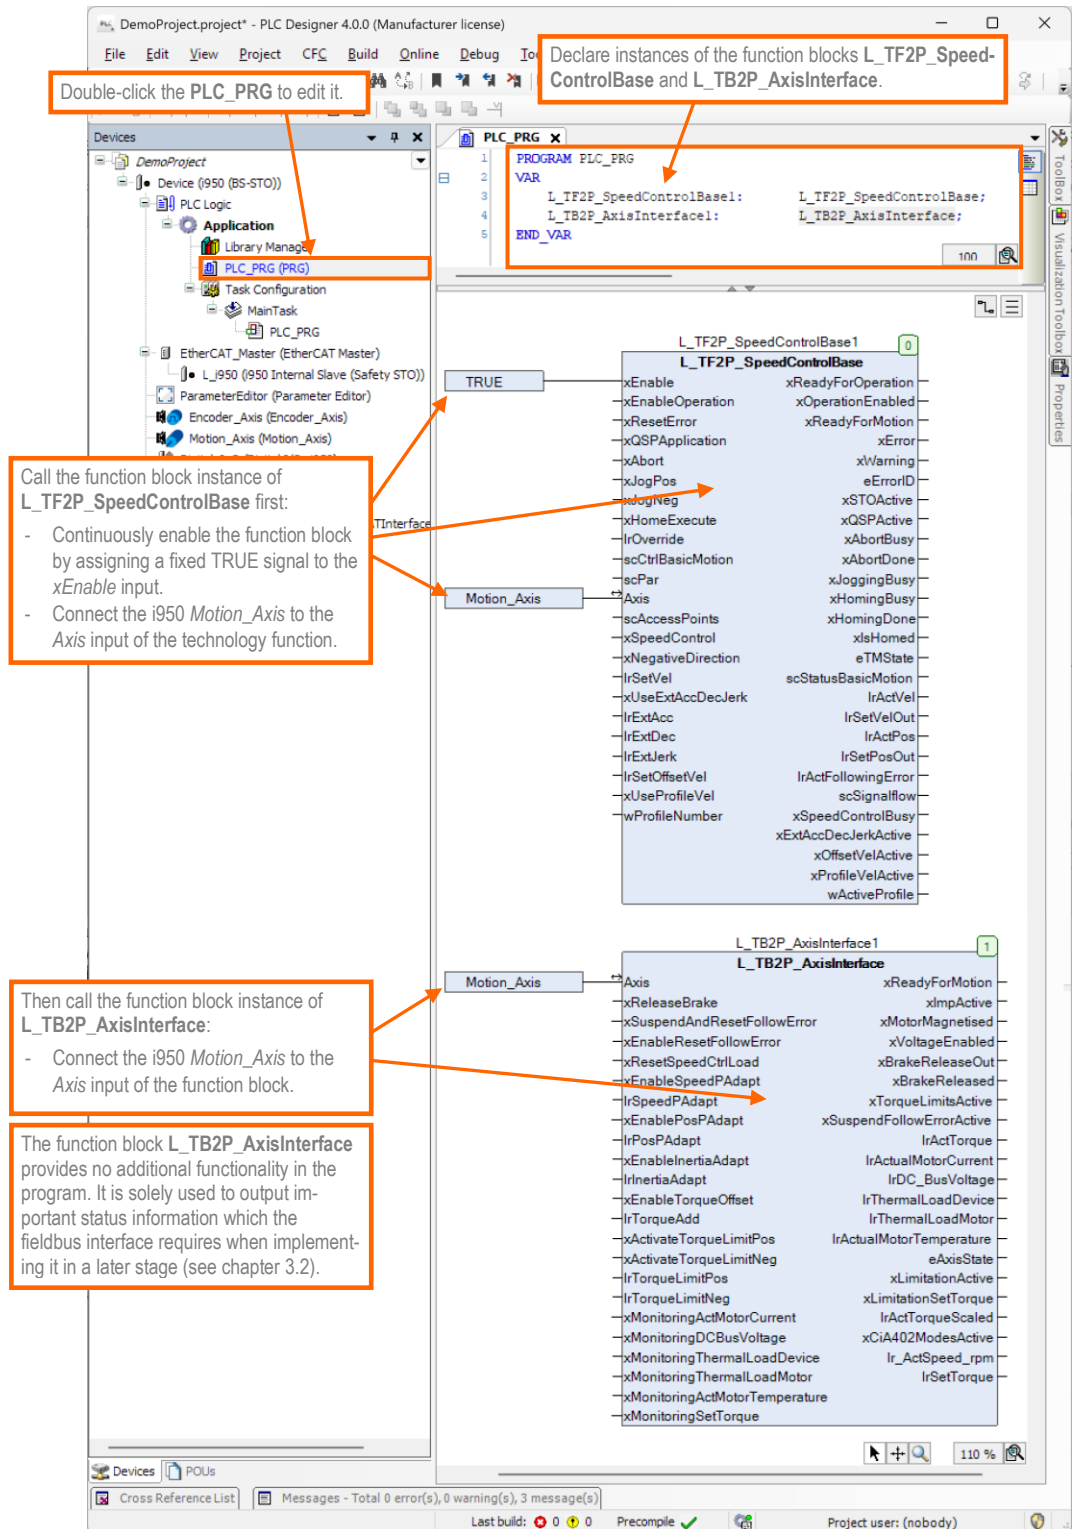 DemoProject.project* - PLC Designer 4.0.0 (Manufacturer license)
File Edit View Project CFC Build Online Debug
Declare instances of the function blocks L_TF2P_Speed-
ControlBase and L_TB2P_AxisInterface.
Double-click the PLC_PRG to edit it.
Devices
DemoProject
Device (i950 (BS-STO))
PLC Logic
Application
Library Manager
PLC_PRG (PRG)
Task Configuration
MainTask
PLC_PRG
EtherCAT_Master (EtherCAT Master)
L_i950 (i950 Internal Slave (Safety STO))
ParameterEditor (Parameter Editor)
Encoder_Axis (Encoder_Axis)
Motion_Axis (Motion_Axis)
PLC_PRG
1 PROGRAM PLC_PRG
2 VAR
3 L_TF2P_SpeedControlBase1: L_TF2P_SpeedControlBase;
4 L_TB2P_AxisInterface1: L_TB2P_AxisInterface;
5 END_VAR
100
ToolBox
Visualization Toolbox
Properties
Call the function block instance of
L_TF2P_SpeedControlBase first:
- Continuously enable the function block
by assigning a fixed TRUE signal to the
xEnable input.
- Connect the i950 Motion_Axis to the
Axis input of the technology function.
L_TF2P_SpeedControlBase1
0
L_TF2P_SpeedControlBase
TRUE
xEnable xReadyForOperation
xEnableOperation xOperationEnabled
xResetError xReadyForMotion
xQSPApplication xError
xAbort xWarning
xJogPos eErrorID
xJogNeg xSTOActive
xHomeExecute xQSPActive
lrOverride xAbortBusy
scCtrlBasicMotion xAbortDone
scPar xJoggingBusy
Motion_Axis
Axis xHomingBusy
scAccessPoints xHomingDone
xSpeedControl xIsHomed
xNegativeDirection eTMState
lrSetVel scStatusBasicMotion
xUseExtAccDecJerk lrActVel
lrExtAcc lrSetVelOut
lrExtDec lrActPos
lrExtJerk lrSetPosOut
lrSetOffsetVel lrActFollowingError
xUseProfileVel scSignalflow
wProfileNumber xSpeedControlBusy
xExtAccDecJerkActive
xOffsetVelActive
xProfileVelActive
wActiveProfile
Then call the function block instance of
L_TB2P_AxisInterface:
- Connect the i950 Motion_Axis to the
Axis input of the function block.
The function block L_TB2P_AxisInterface
provides no additional functionality in the
program. It is solely used to output im-
portant status information which the
fieldbus interface requires when implement-
ing it in a later stage (see chapter 3.2).
L_TB2P_AxisInterface1
1
L_TB2P_AxisInterface
Motion_Axis
Axis xReadyForMotion
xReleaseBrake xImpActive
xSuspendAndResetFollowError xMotorMagnetised
xEnableResetFollowError xVoltageEnabled
xResetSpeedCtrlLoad xBrakeReleaseOut
xEnableSpeedPAdapt xBrakeReleased
lrSpeedPAdapt xTorqueLimitsActive
xEnablePosPAdapt xSuspendFollowErrorActive
lrPosPAdapt lrActTorque
xEnableInertiaAdapt lrActualMotorCurrent
lrInertiaAdapt lrDC_BusVoltage
xEnableTorqueOffset lrThermalLoadDevice
lrTorqueAdd lrThermalLoadMotor
xActivateTorqueLimitPos lrActualMotorTemperature
xActivateTorqueLimitNeg eAxisState
lrTorqueLimitPos xLimitationActive
lrTorqueLimitNeg xLimitationSetTorque
xMonitoringActMotorCurrent lrActTorqueScaled
xMonitoringDCBusVoltage xCiA402ModesActive
xMonitoringThermalLoadDevice lr_ActSpeed_rpm
xMonitoringThermalLoadMotor lrSetTorque
xMonitoringActMotorTemperature
xMonitoringSetTorque
110 %
Devices POUs
Cross Reference List Messages - Total 0 error(s), 0 warning(s), 3 message(s)
Last build: 0 0 Precompile Project user: (nobody)